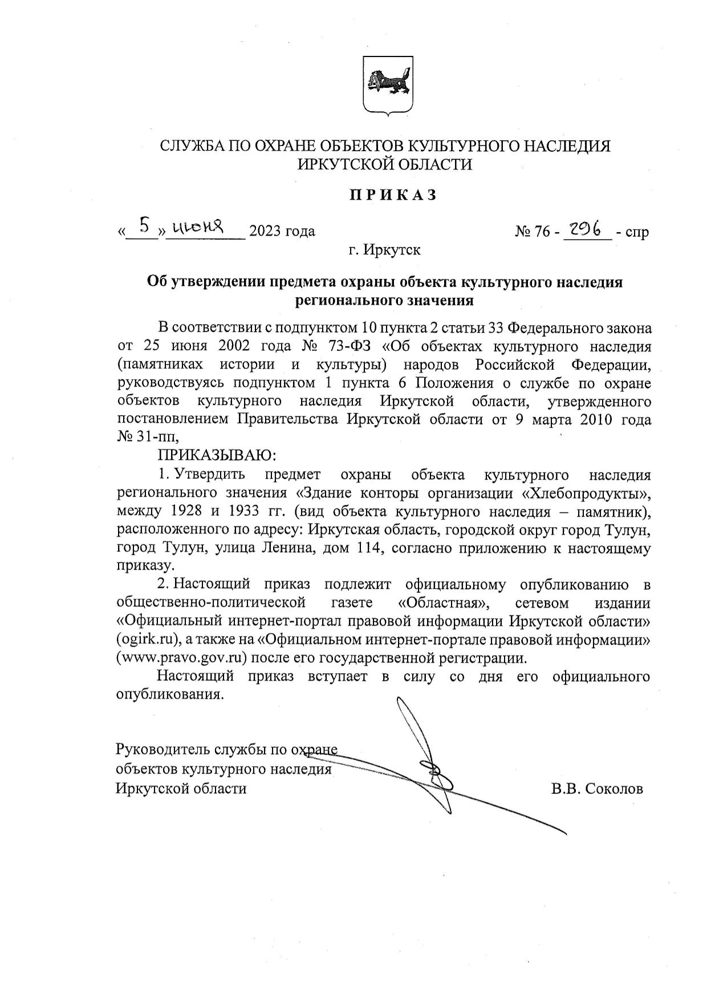 СЛУЖБА ПО ОХРАНЕ ОБЪЕКТОВ КУЛЬТУРНОГО НАСЛЕДИЯ
ИРКУТСКОЙ ОБЛАСТИ
П Р И К А З
« 5 » июня 2023 года № 76 - 296 - спр
г. Иркутск
Об утверждении предмета охраны объекта культурного наследия
регионального значения
В соответствии с подпунктом 10 пункта 2 статьи 33 Федерального закона
от 25 июня 2002 года № 73-ФЗ «Об объектах культурного наследия
(памятниках истории и культуры) народов Российской Федерации,
руководствуясь подпунктом 1 пункта 6 Положения о службе по охране
объектов культурного наследия Иркутской области, утвержденного
постановлением Правительства Иркутской области от 9 марта 2010 года
№ 31-пп,
ПРИКАЗЫВАЮ:
1. Утвердить предмет охраны объекта культурного наследия
регионального значения «Здание конторы организации «Хлебопродукты»,
между 1928 и 1933 гг. (вид объекта культурного наследия – памятник),
расположенного по адресу: Иркутская область, городской округ город Тулун,
город Тулун, улица Ленина, дом 114, согласно приложению к настоящему
приказу.
2. Настоящий приказ подлежит официальному опубликованию в
общественно-политической газете «Областная», сетевом издании
«Официальный интернет-портал правовой информации Иркутской области»
(ogirk.ru), а также на «Официальном интернет-портале правовой информации»
(www.pravo.gov.ru) после его государственной регистрации.
Настоящий приказ вступает в силу со дня его официального
опубликования.
Руководитель службы по охране
объектов культурного наследия
Иркутской области В.В. Соколов